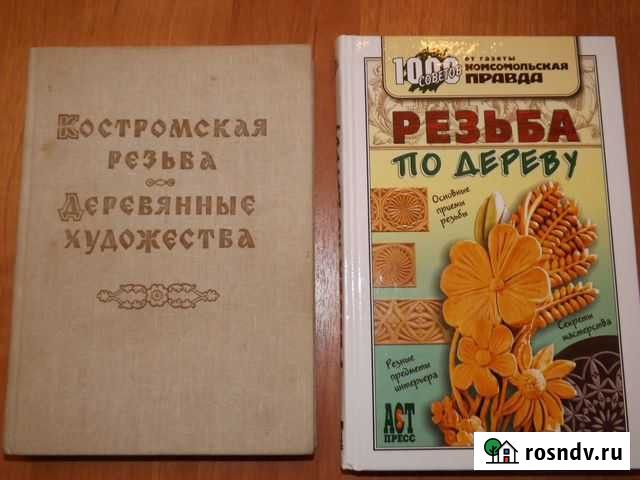 Костромская
резьба
Деревянные
художества
1000
советов
от газеты
Комсомольская
правда
Резьба
по дереву
Основные
приемы
резьбы
Секреты
мастерства
Резные
предметы
интерьера
АСТ
ПРЕСС
rosndv.ru